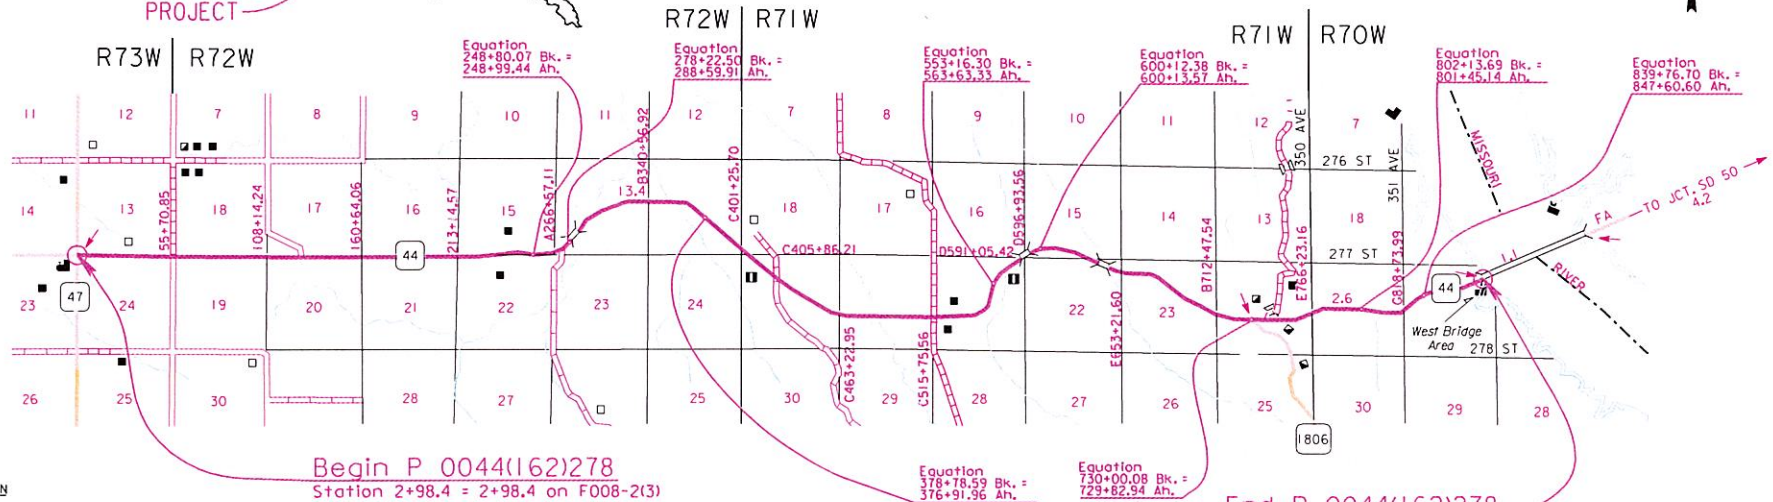 PROJECT
R73W
R72W
R72W
R71W
R71W
R70W
Equation
248+80.07 Bk. =
248+99.44 Ah.
Equation
278+22.50 Bk. =
288+59.91 Ah.
Equation
553+16.30 Bk. =
563+63.33 Ah.
Equation
600+12.38 Bk. =
600+13.57 Ah.
Equation
802+13.69 Bk. =
801+45.14 Ah.
Equation
839+76.70 Bk. =
847+60.60 Ah.
11
12
7
8
9
10
11
12
7
8
9
10
11
12
7
350 AVE
276 ST
351 AVE
MISSOURI
TO JCT. SD 50
4.2
FA
14
13
18
17
16
15
13.4
18
17
16
15
14
13
18
55+70.85
108+14.24
160+64.06
213+14.57
A266+67.11
B340+56.92
C401+25.70
C405+86.21
D591+05.42
D596+93.56
B712+47.54
E766+23.16
G818+73.99
277 ST
44
47
1.1
RIVER
44
2.6
West Bridge
Area
278 ST
23
24
19
20
21
22
23
24
22
23
C463+22.95
C515+75.56
E653+21.60
26
25
30
28
27
25
30
29
28
27
26
25
30
29
28
1806
Begin P 0044(162)278
Station 2+98.4 = 2+98.4 on F008-2(3)
Equation
378+78.59 Bk. =
376+91.96 Ah.
Equation
730+00.08 Bk. =
729+82.94 Ah.
End P 0044(162)278